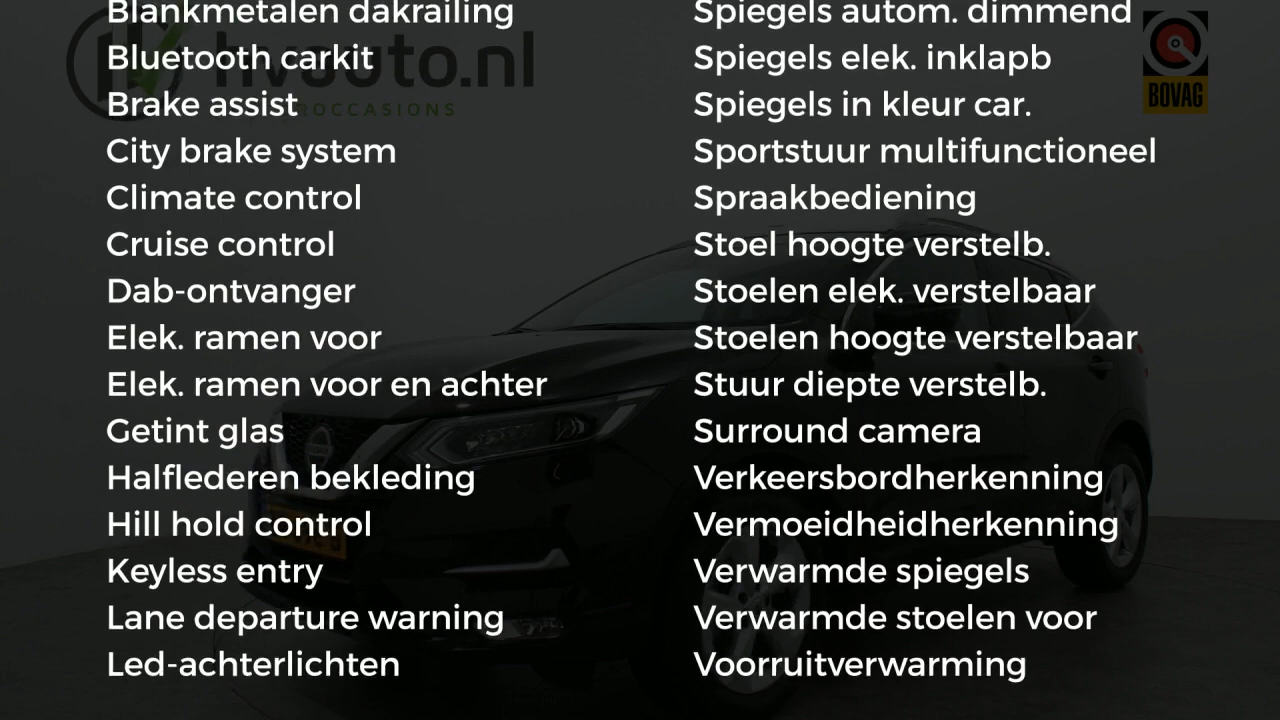 Blankmetalen dakrailing
Bluetooth carkit
Brake assist
City brake system
Climate control
Cruise control
Dab-ontvanger
Elek. ramen voor
Elek. ramen voor en achter
Getint glas
Halflederen bekleding
Hill hold control
Keyless entry
Lane departure warning
Led-achterlichten
Spiegels autom. dimmend
Spiegels elek. inklapb
Spiegels in kleur car.
Sportstuur multifunctioneel
Spraakbediening
Stoel hoogte verstelb.
Stoelen elek. verstelbaar
Stoelen hoogte verstelbaar
Stuur diepte verstelb.
Surround camera
Verkeersbordherkenning
Vermoeidheidherkenning
Verwarmde spiegels
Verwarmde stoelen voor
Voorruitverwarming
hvauto.nl
BOVAG